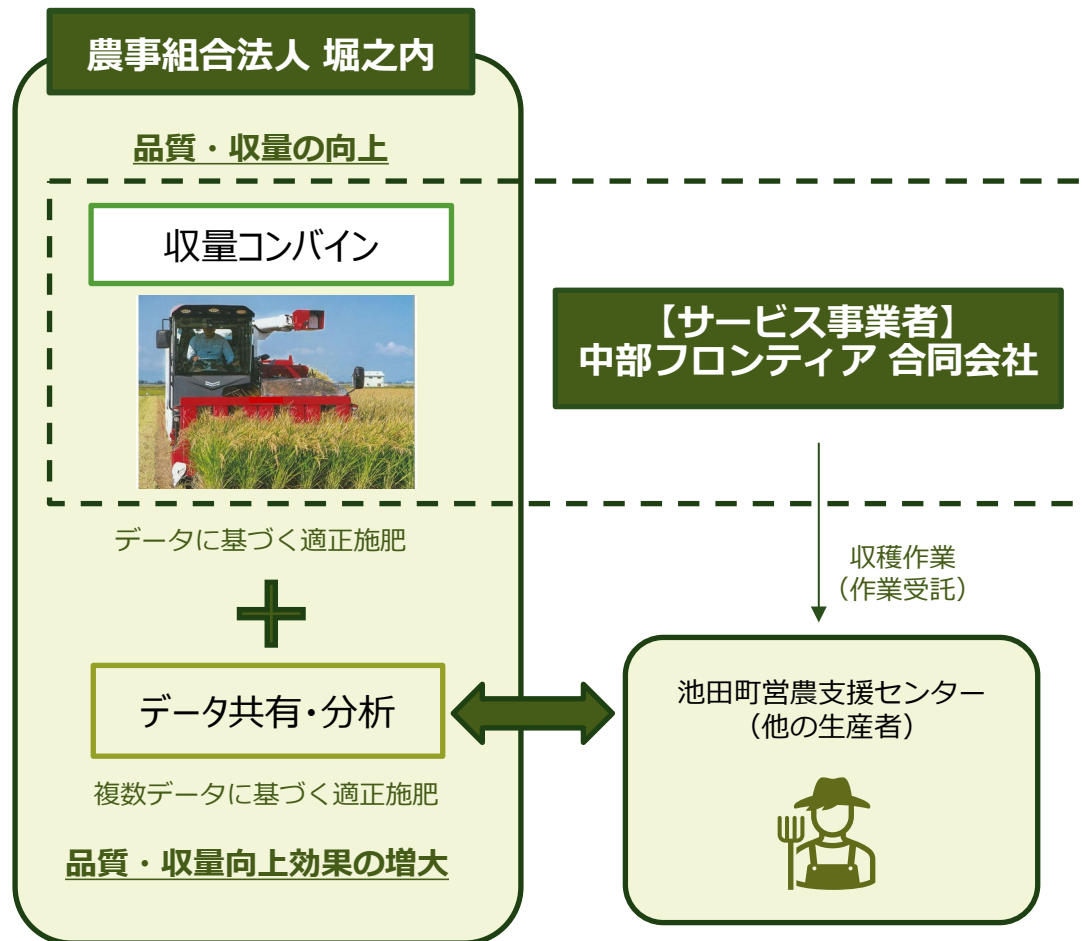 農事組合法人 堀之内
品質・収量の向上
収量コンバイン
データに基づく適正施肥
データ共有・分析
複数データに基づく適正施肥
品質・収量向上効果の増大
【サービス事業者】
中部フロンティア 合同会社
収穫作業
（作業受託）
池田町営農支援センター
（他の生産者）